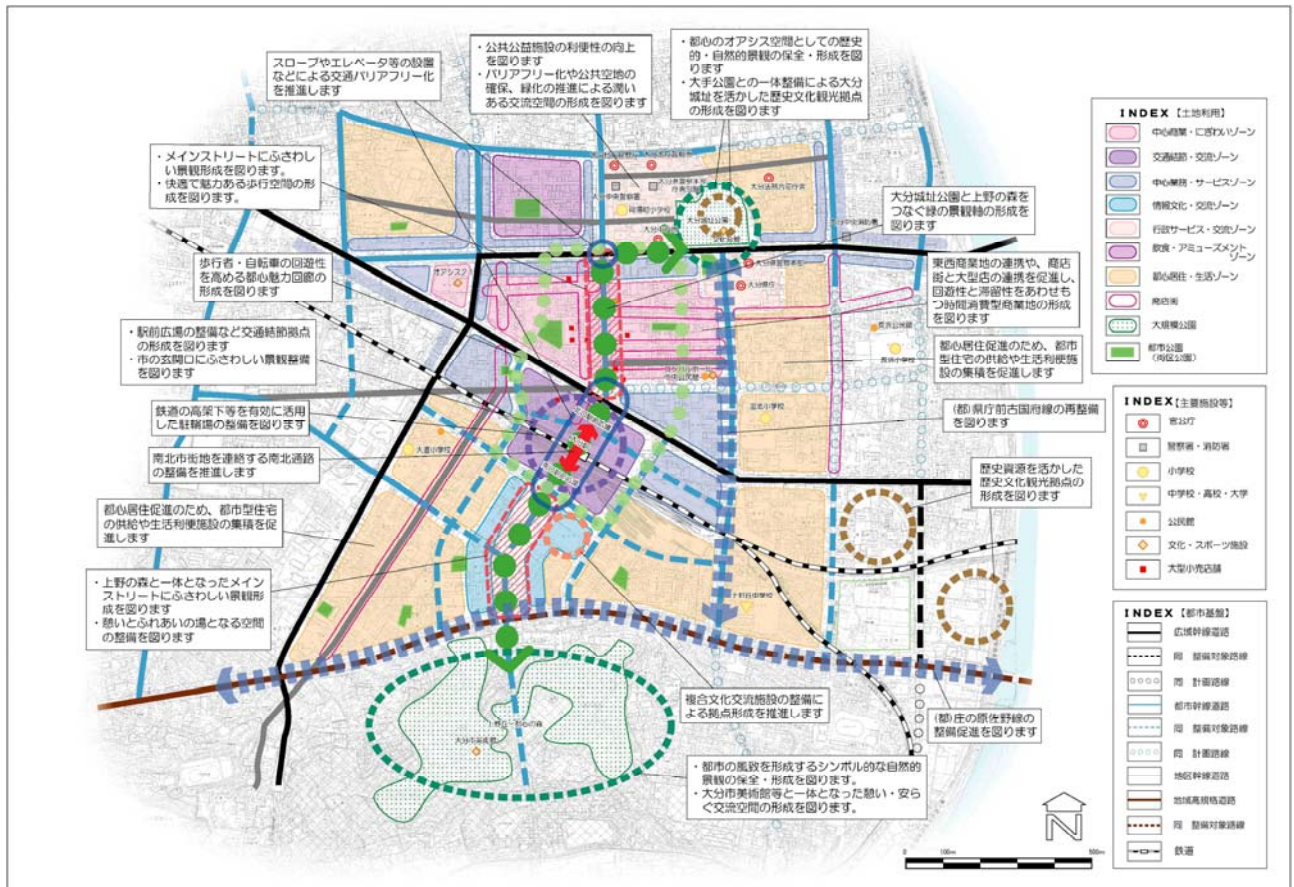 スロープやエレベータ等の設置
などによる交通バリアフリー化
を推進します
・公共公益施設の利便性の向上
を図ります
・バリアフリー化や公共空地の
確保、緑化の推進による潤い
ある交流空間の形成を図ります
・都心のオアシス空間としての歴史
的・自然的景観の保全・形成を図
ります
・大手公園との一体整備による大分
城址を活かした歴史文化観光拠点
の形成を図ります
・メインストリートにふさわし
い景観形成を図ります。
・快適で魅力ある歩行空間の形
成を図ります。
大分城址公園と上野の森を
つなぐ緑の景観軸の形成を
図ります
歩行者・自転車の回遊性
を高める都心魅力回廊の
形成を図ります
東西商業地の連携や、商店
街と大型店の連携を促進し、
回遊性と滞留性をあわせも
つ時間消費型商業地の形成
を図ります
・駅前広場の整備など交通結節拠点
の形成を図ります
・市の玄関口にふさわしい景観整備
を図ります
都心居住促進のため、都市
型住宅の供給や生活利便施
設の集積を促進します
鉄道の高架下等を有効に活用
した駐輪場の整備を図ります
(都)県庁前古国府線の再整備
を図ります
南北市街地を連絡する南北通路
の整備を推進します
歴史資源を活かした
歴史文化観光拠点の
形成を図ります
都心居住促進のため、都市型住宅
の供給や生活利便施設の集積を促
進します
・上野の森と一体となったメイン
ストリートにふさわしい景観形
成を図ります
・憩いとふれあいの場となる空間
の整備を図ります
複合文化交流施設の整備に
よる拠点形成を推進します
(都)庄の原佐野線の
整備促進を図ります
・都市の風致を形成するシンボル的な自然的
景観の保全・形成を図ります。
・大分市美術館等と一体となった憩い・安ら
ぐ交流空間の形成を図ります。
大分城址公園
大分県庁
オアシス
長浜小学校
大道小学校
上野ヶ丘中学校
大分市美術館
INDEX【土地利用】
中心商業・にぎわいゾーン
交通結節・交流ゾーン
中心業務・サービスゾーン
情報文化・交流ゾーン
行政サービス・交流ゾーン
飲食・アミューズメント
ゾーン
都心居住・生活ゾーン
商店街
大規模公園
都市公園
(街区公園)
INDEX【主要施設等】
官公庁
警察署・消防署
小学校
中学校・高校・大学
公民館
文化・スポーツ施設
大型小売店舗
INDEX【都市基盤】
広域幹線道路
同 整備対象路線
同 計画路線
都市幹線道路
同 整備対象路線
同 計画路線
地区幹線道路
地域高規格道路
同 整備対象路線
鉄道
N
0 100m 500m